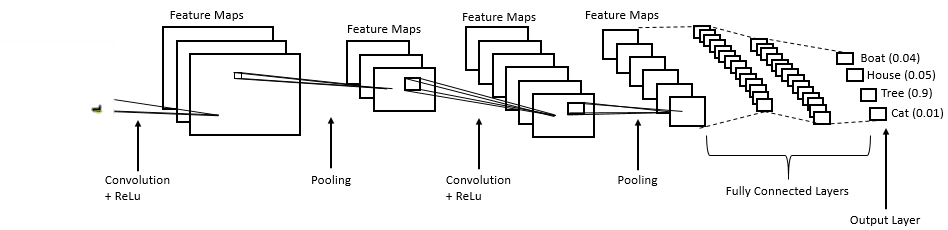 Feature Maps
Feature Maps
Feature Maps
Feature Maps
Boat (0.04)
House (0.05)
Tree (0.9)
Cat (0.01)
Convolution
+ ReLu
Pooling
Convolution
+ ReLu
Pooling
Fully Connected Layers
Output Layer